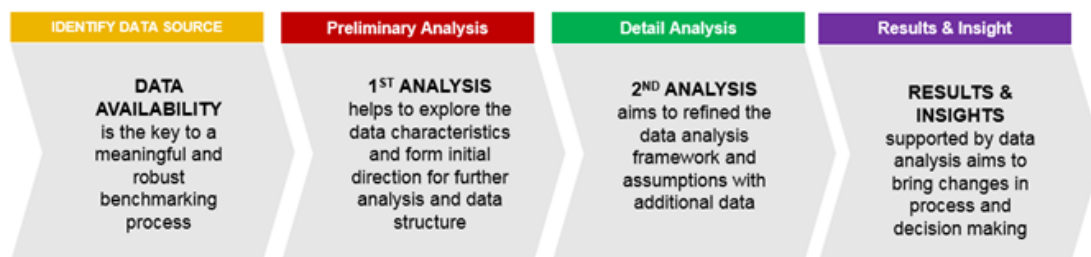 IDENTIFY DATA SOURCE
DATA
AVAILABILITY
is the key to a
meaningful and
robust
benchmarking
process
Preliminary Analysis
1ST ANALYSIS
helps to explore the
data characteristics
and form initial
direction for further
analysis and data
structure
Detail Analysis
2ND ANALYSIS
aims to refined the
data analysis
framework and
assumptions with
additional data
Results & Insight
RESULTS &
INSIGHTS
supported by data
analysis aims to
bring changes in
process and
decision making